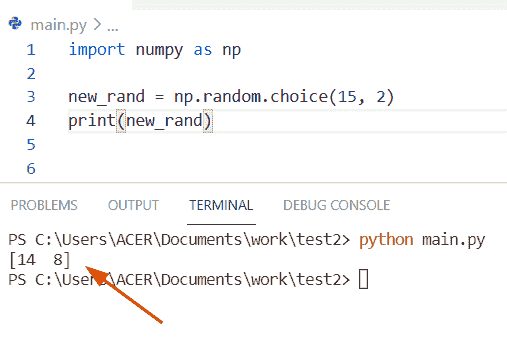 main.py > ...
1 import numpy as np
2
3 new_rand = np.random.choice(15, 2)
4 print(new_rand)
5
6
PROBLEMS OUTPUT TERMINAL DEBUG CONSOLE
PS C:\Users\ACER\Documents\work\test2> python main.py
[14  8]
PS C:\Users\ACER\Documents\work\test2>